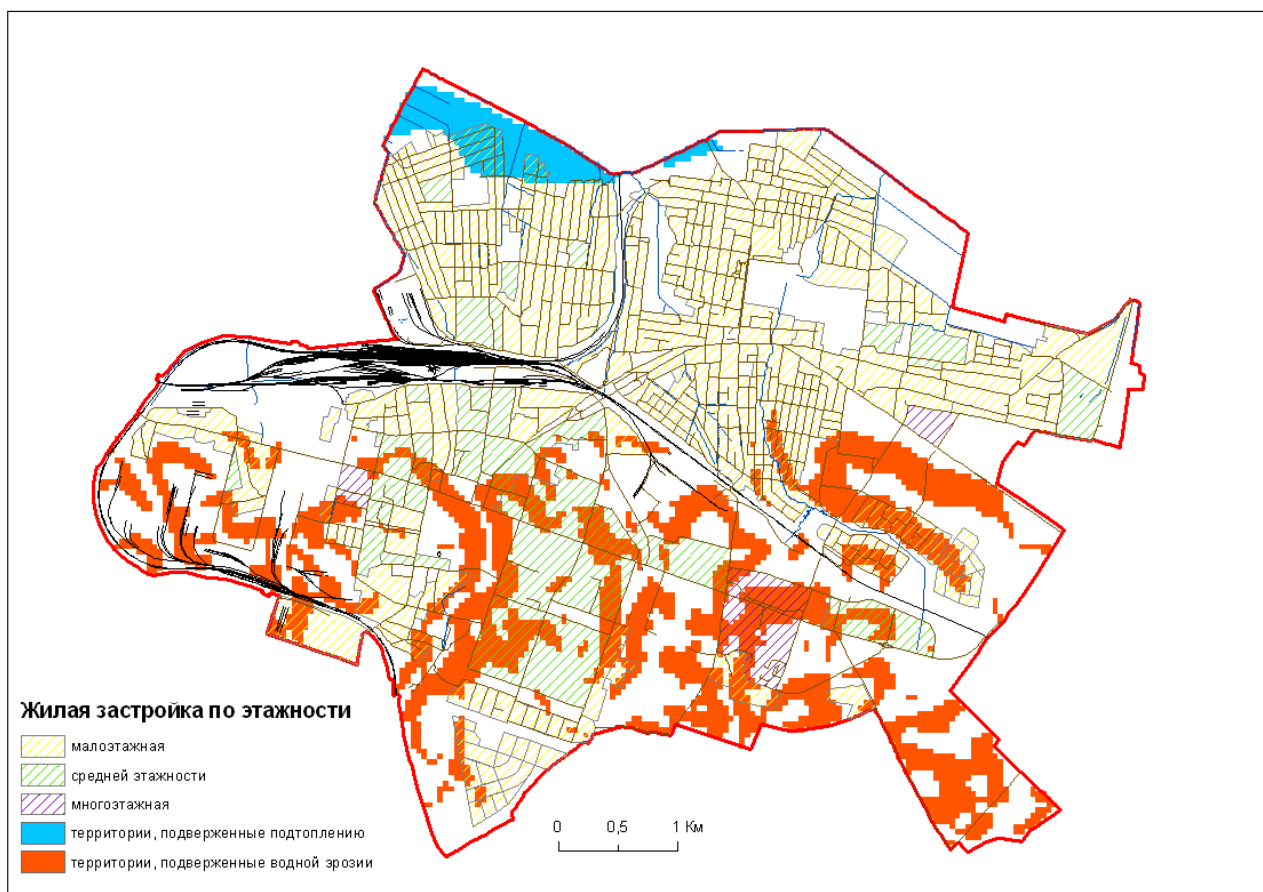 Жилая застройка по этажности
малоэтажная
средней этажности
многоэтажная
территории, подверженные подтоплению
территории, подверженные водной эрозии
0 0,5 1 Км